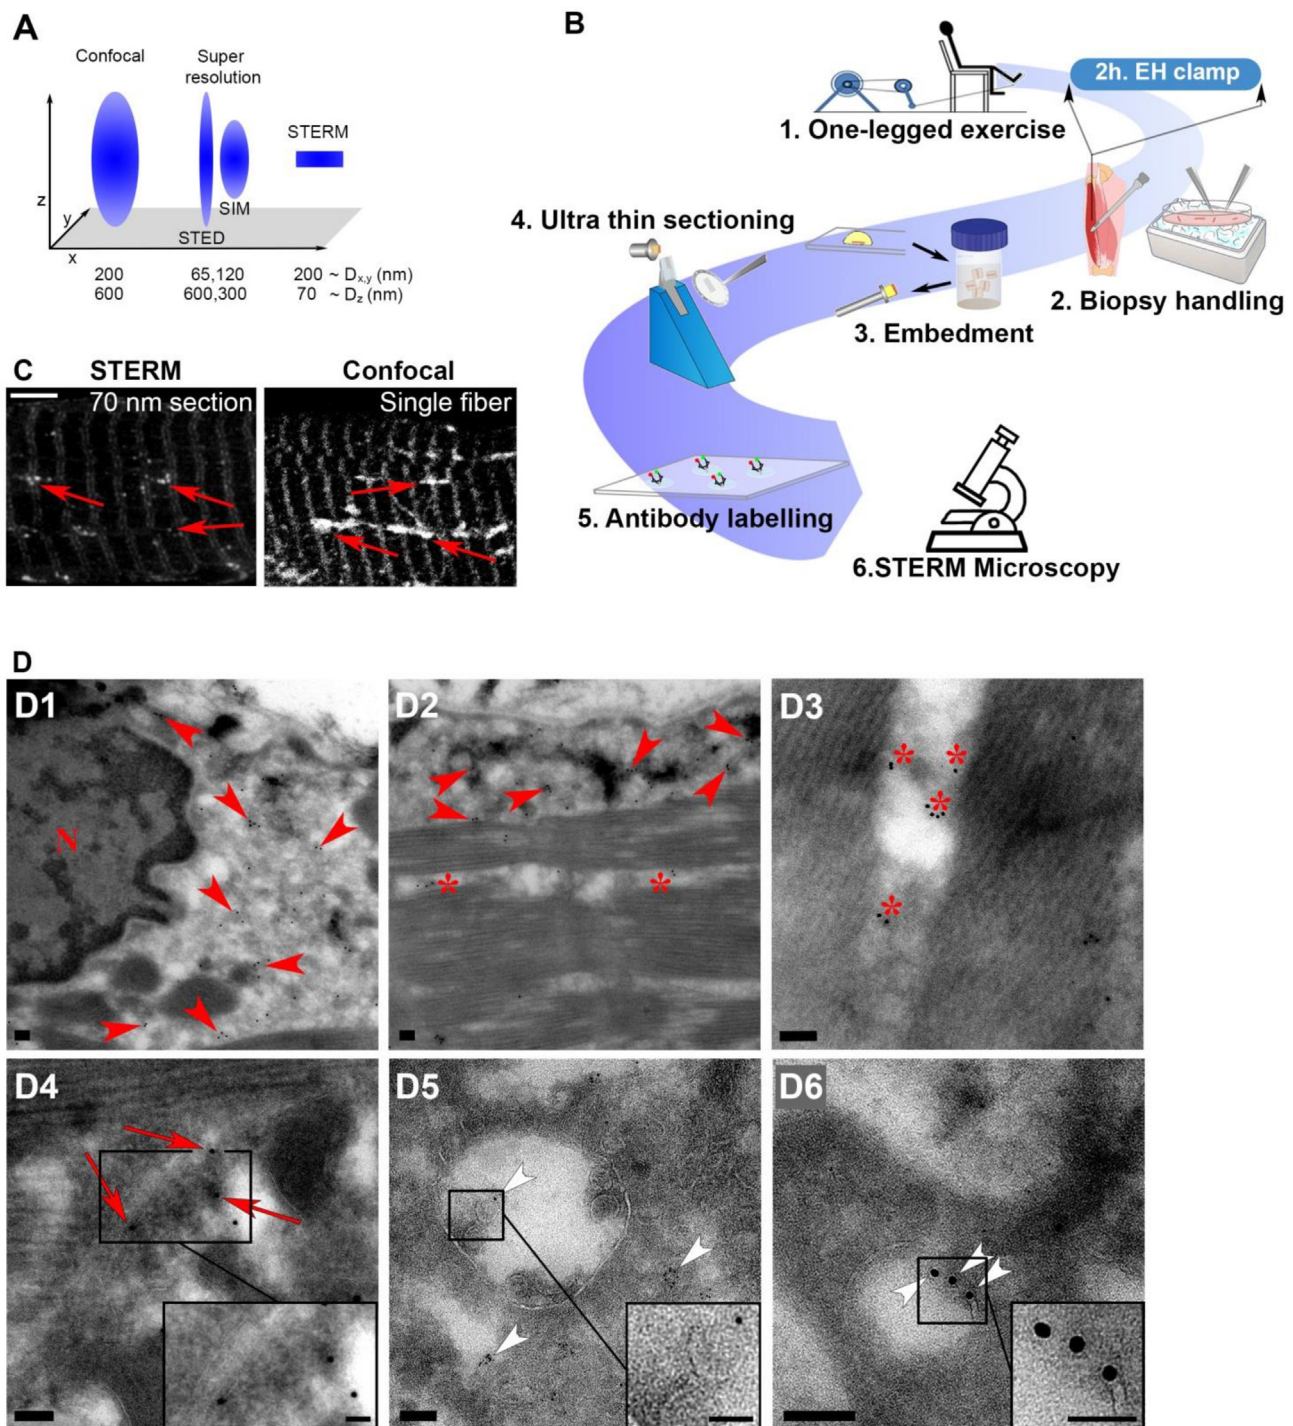 A
Confocal
Super
resolution
STERM
z
y
x
SIM
STED
200 65,120 200 ~ Dx,y (nm)
600 600,300 70 ~ Dz (nm)
B
2h. EH clamp
1. One-legged exercise
2. Biopsy handling
3. Embedment
4. Ultra thin sectioning
5. Antibody labelling
6.STERM Microscopy
C STERM Confocal
70 nm section Single fiber
D
D1 D2 D3
N
* * * * * *
D4 D5 D6